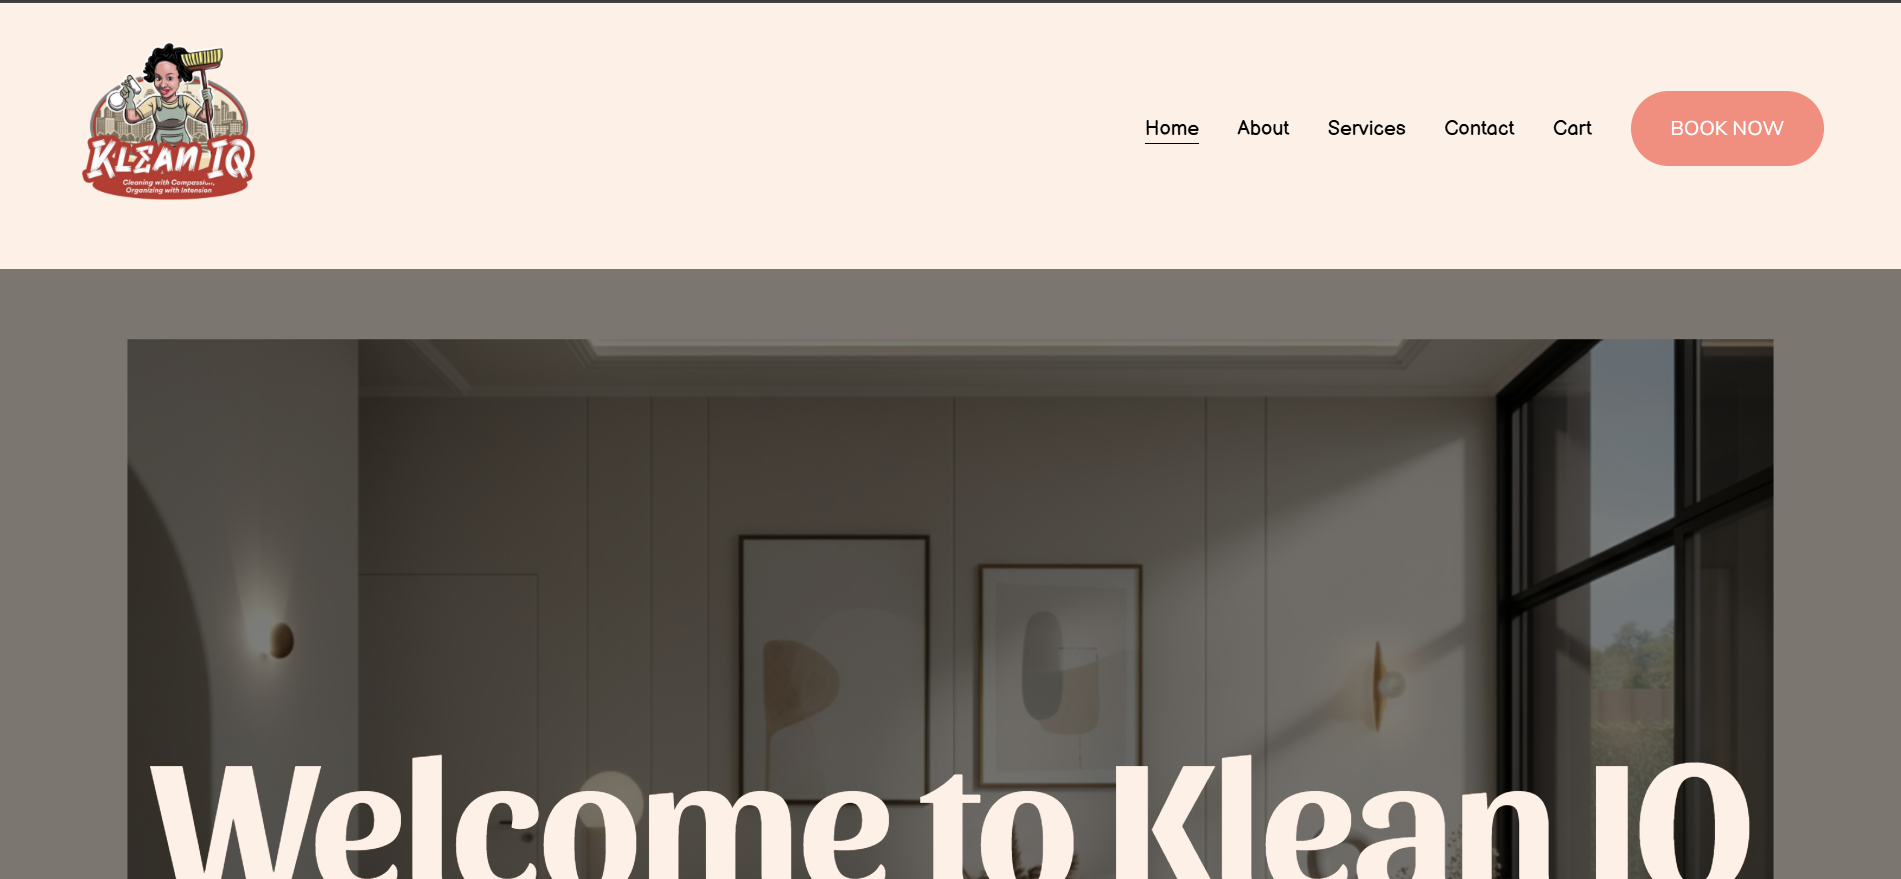 KLEAN IQ
Cleaning with Compassion,
Organizing with Intension
Home About Services Contact Cart BOOK NOW
Welcome to Klean IQ